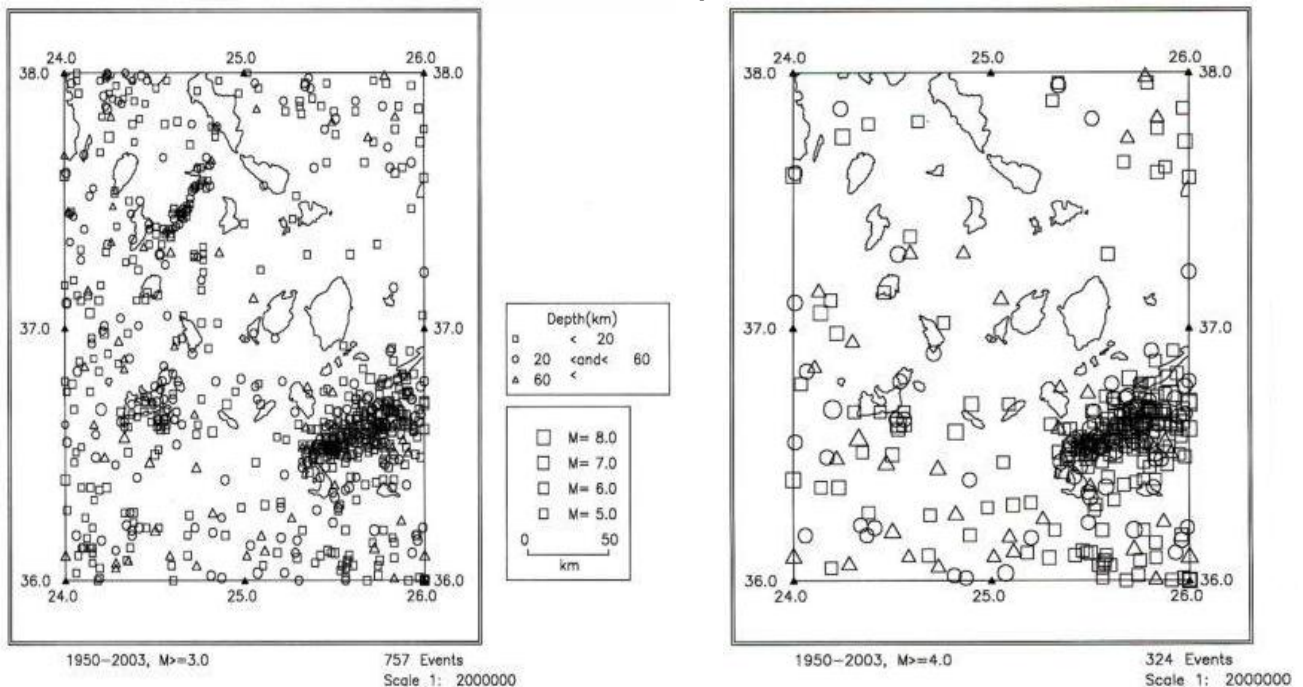 24.0 25.0 26.0
38.0 38.0
37.0 37.0
36.0 36.0
24.0 25.0 26.0
1950-2003, M>=3.0 757 Events
Scale 1: 2000000
Depth(km)
< 20
20 <and< 60
60 <
M= 8.0
M= 7.0
M= 6.0
M= 5.0
0 50
km
24.0 25.0 26.0
38.0 38.0
37.0 37.0
36.0 36.0
24.0 25.0 26.0
1950-2003, M>=4.0 324 Events
Scale 1: 2000000